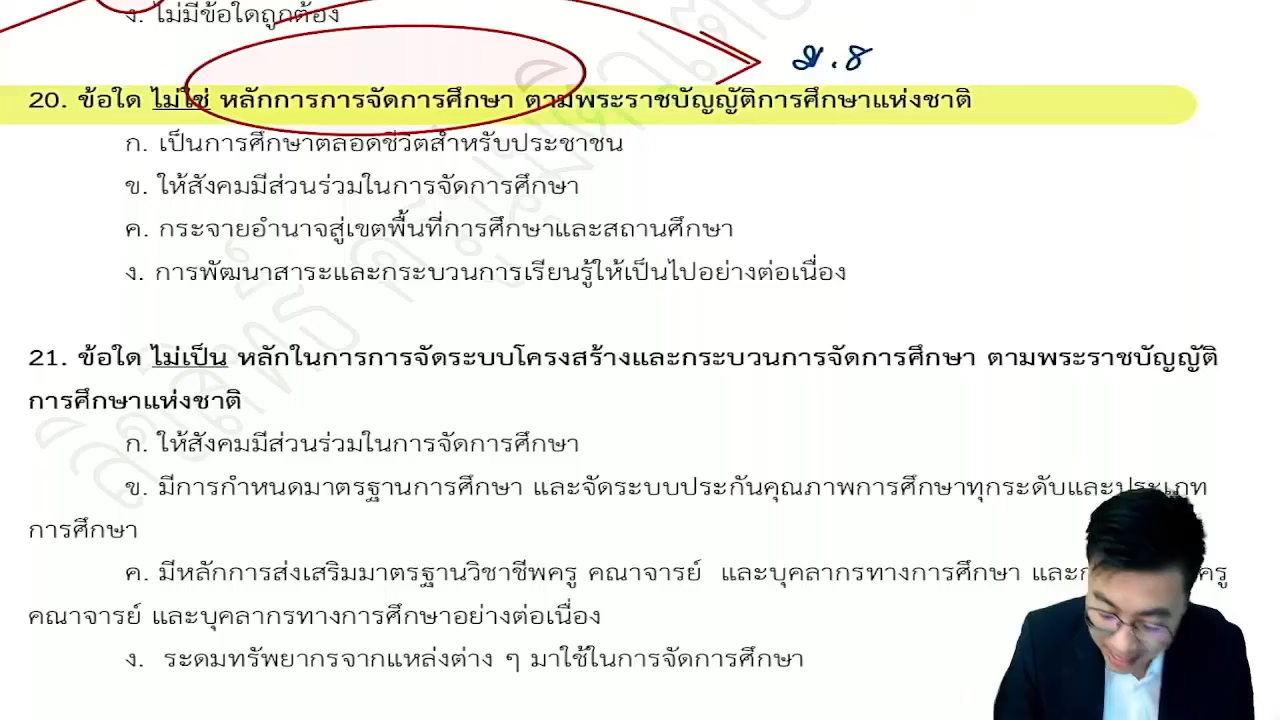 ง. ไม่มีข้อใดถูกต้อง
ม.8
20. ข้อใด ไม่ใช่ หลักการการจัดการศึกษา ตามพระราชบัญญัติการศึกษาแห่งชาติ
ก. เป็นการศึกษาตลอดชีวิตสำหรับประชาชน
ข. ให้สังคมมีส่วนร่วมในการจัดการศึกษา
ค. กระจายอำนาจสู่เขตพื้นที่การศึกษาและสถานศึกษา
ง. การพัฒนาสาระและกระบวนการเรียนรู้ให้เป็นไปอย่างต่อเนื่อง
21. ข้อใด ไม่เป็น หลักในการการจัดระบบโครงสร้างและกระบวนการจัดการศึกษา ตามพระราชบัญญัติ
การศึกษาแห่งชาติ
ก. ให้สังคมมีส่วนร่วมในการจัดการศึกษา
ข. มีการกำหนดมาตรฐานการศึกษา และจัดระบบประกันคุณภาพการศึกษาทุกระดับและประเภท
การศึกษา
ค. มีหลักการส่งเสริมมาตรฐานวิชาชีพครู คณาจารย์ และบุคลากรทางการศึกษา ครู
คณาจารย์ และบุคลากรทางการศึกษาอย่างต่อเนื่อง
ง. ระดมทรัพยากรจากแหล่งต่าง ๆ มาใช้ในการจัดการศึกษา